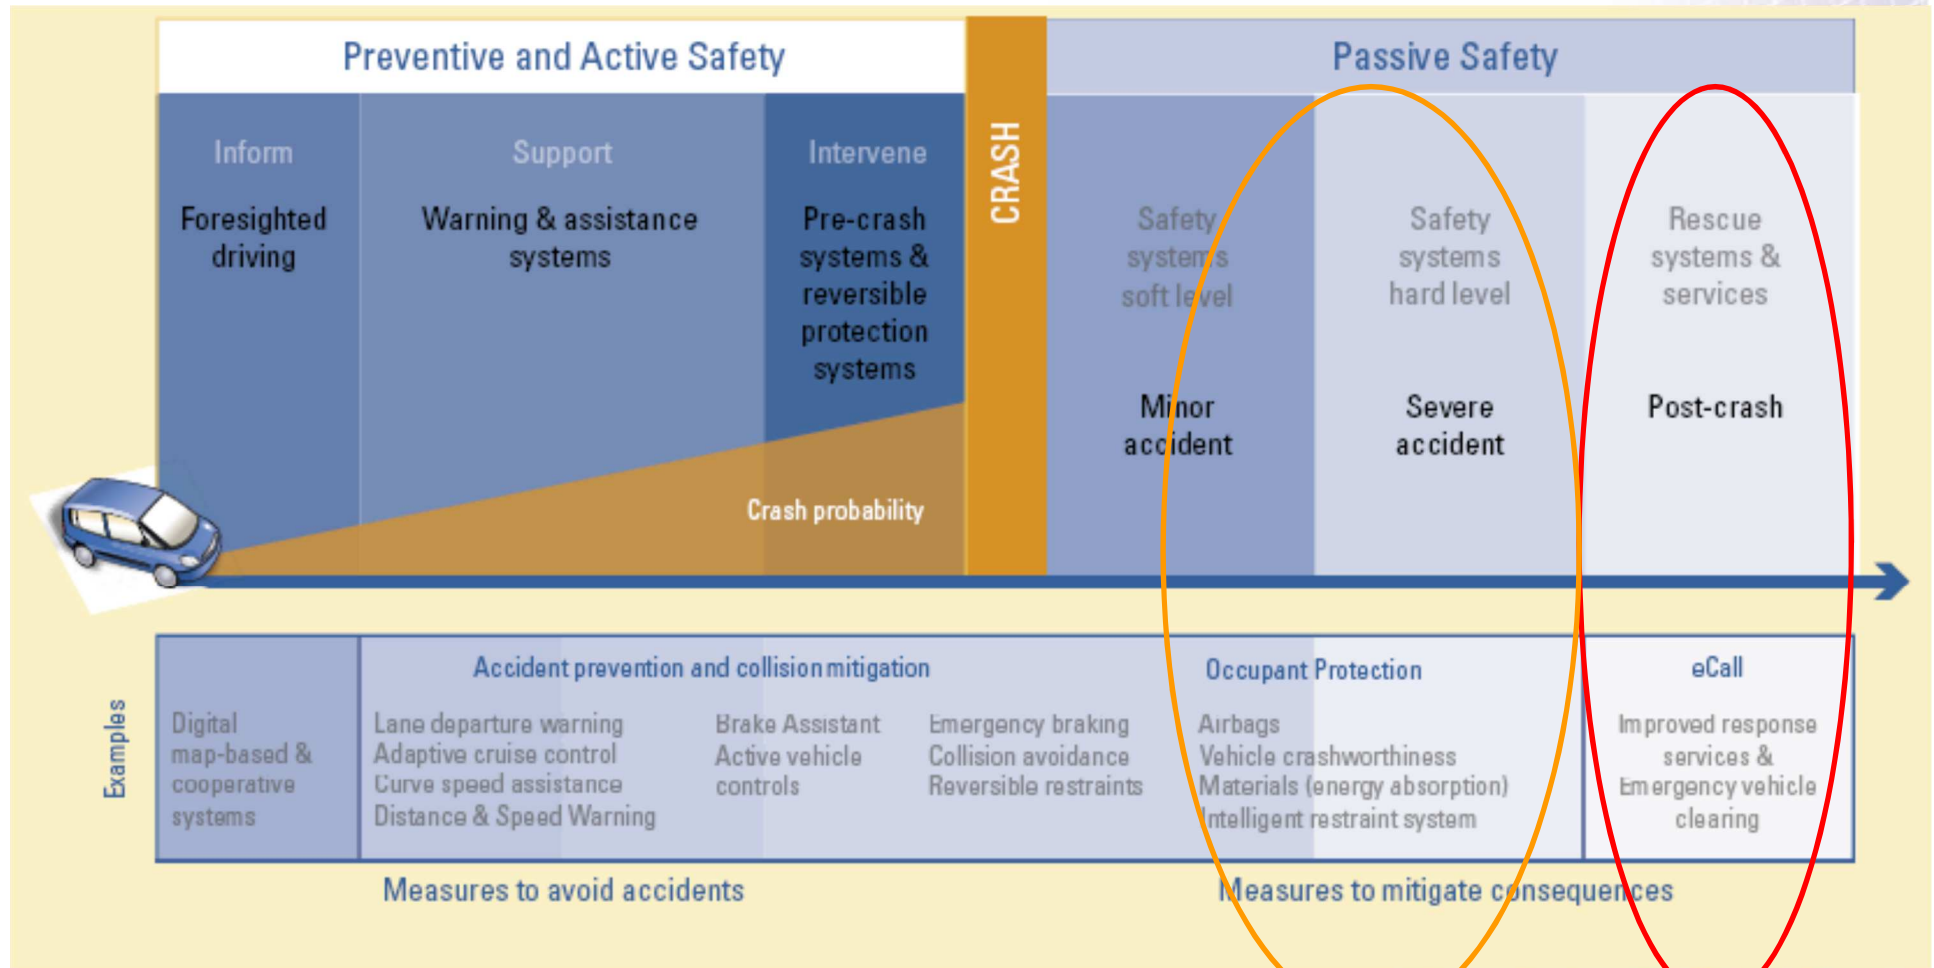 Preventive and Active Safety
Passive Safety
CRASH
Inform
Foresighted
driving
Support
Warning & assistance
systems
Intervene
Pre-crash
systems &
reversible
protection
systems
Safety
systems
soft level
Minor
accident
Safety
systems
hard level
Severe
accident
Rescue
systems &
services
Post-crash
Crash probability
Examples
Digital
map-based &
cooperative
systems
Accident prevention and collision mitigation
Lane departure warning
Adaptive cruise control
Curve speed assistance
Distance & Speed Warning
Brake Assistant
Active vehicle
controls
Emergency braking
Collision avoidance
Reversible restraints
Occupant Protection
Airbags
Vehicle crashworthiness
Materials (energy absorption)
Intelligent restraint system
eCall
Improved response
services &
Emergency vehicle
clearing
Measures to avoid accidents
Measures to mitigate consequences